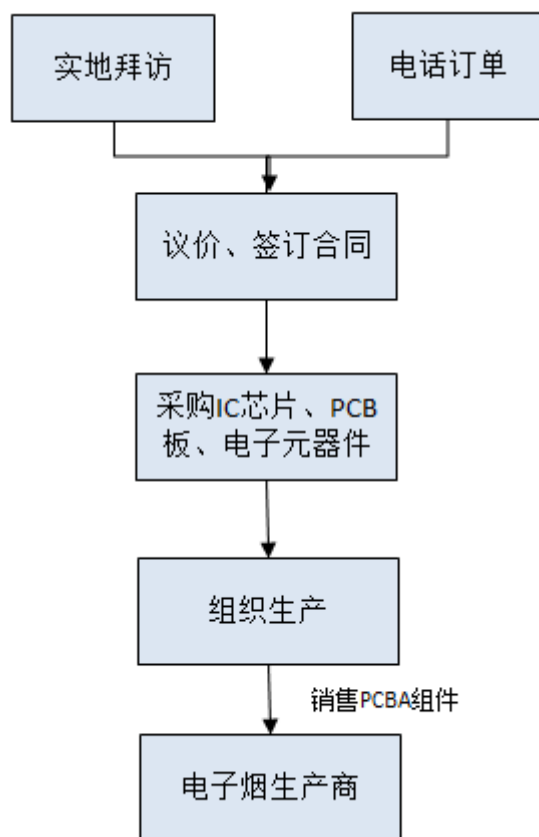 实地拜访
电话订单
议价、签订合同
采购IC芯片、PCB
板、电子元器件
组织生产
销售PCBA组件
电子烟生产商